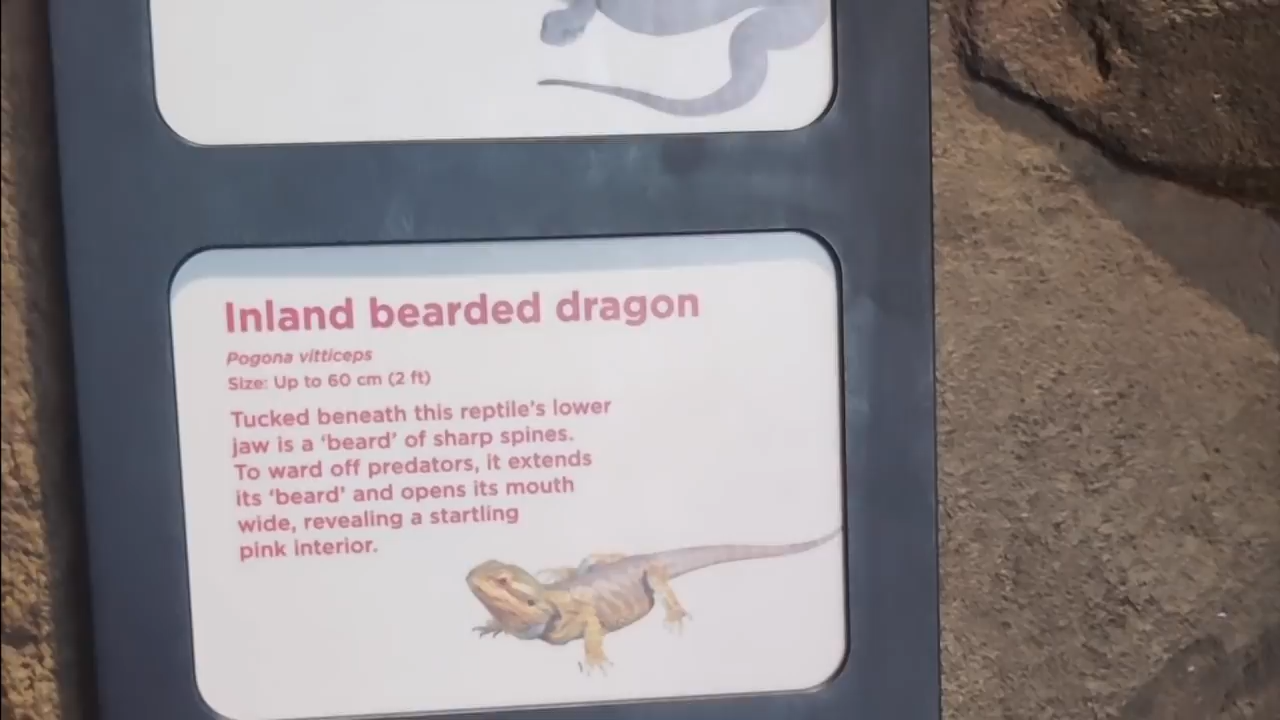 Inland bearded dragon
Pogona vitticeps
Size: Up to 60 cm (2 ft)
Tucked beneath this reptile's lower
jaw is a 'beard' of sharp spines.
To ward off predators, it extends
its 'beard' and opens its mouth
wide, revealing a startling
pink interior.